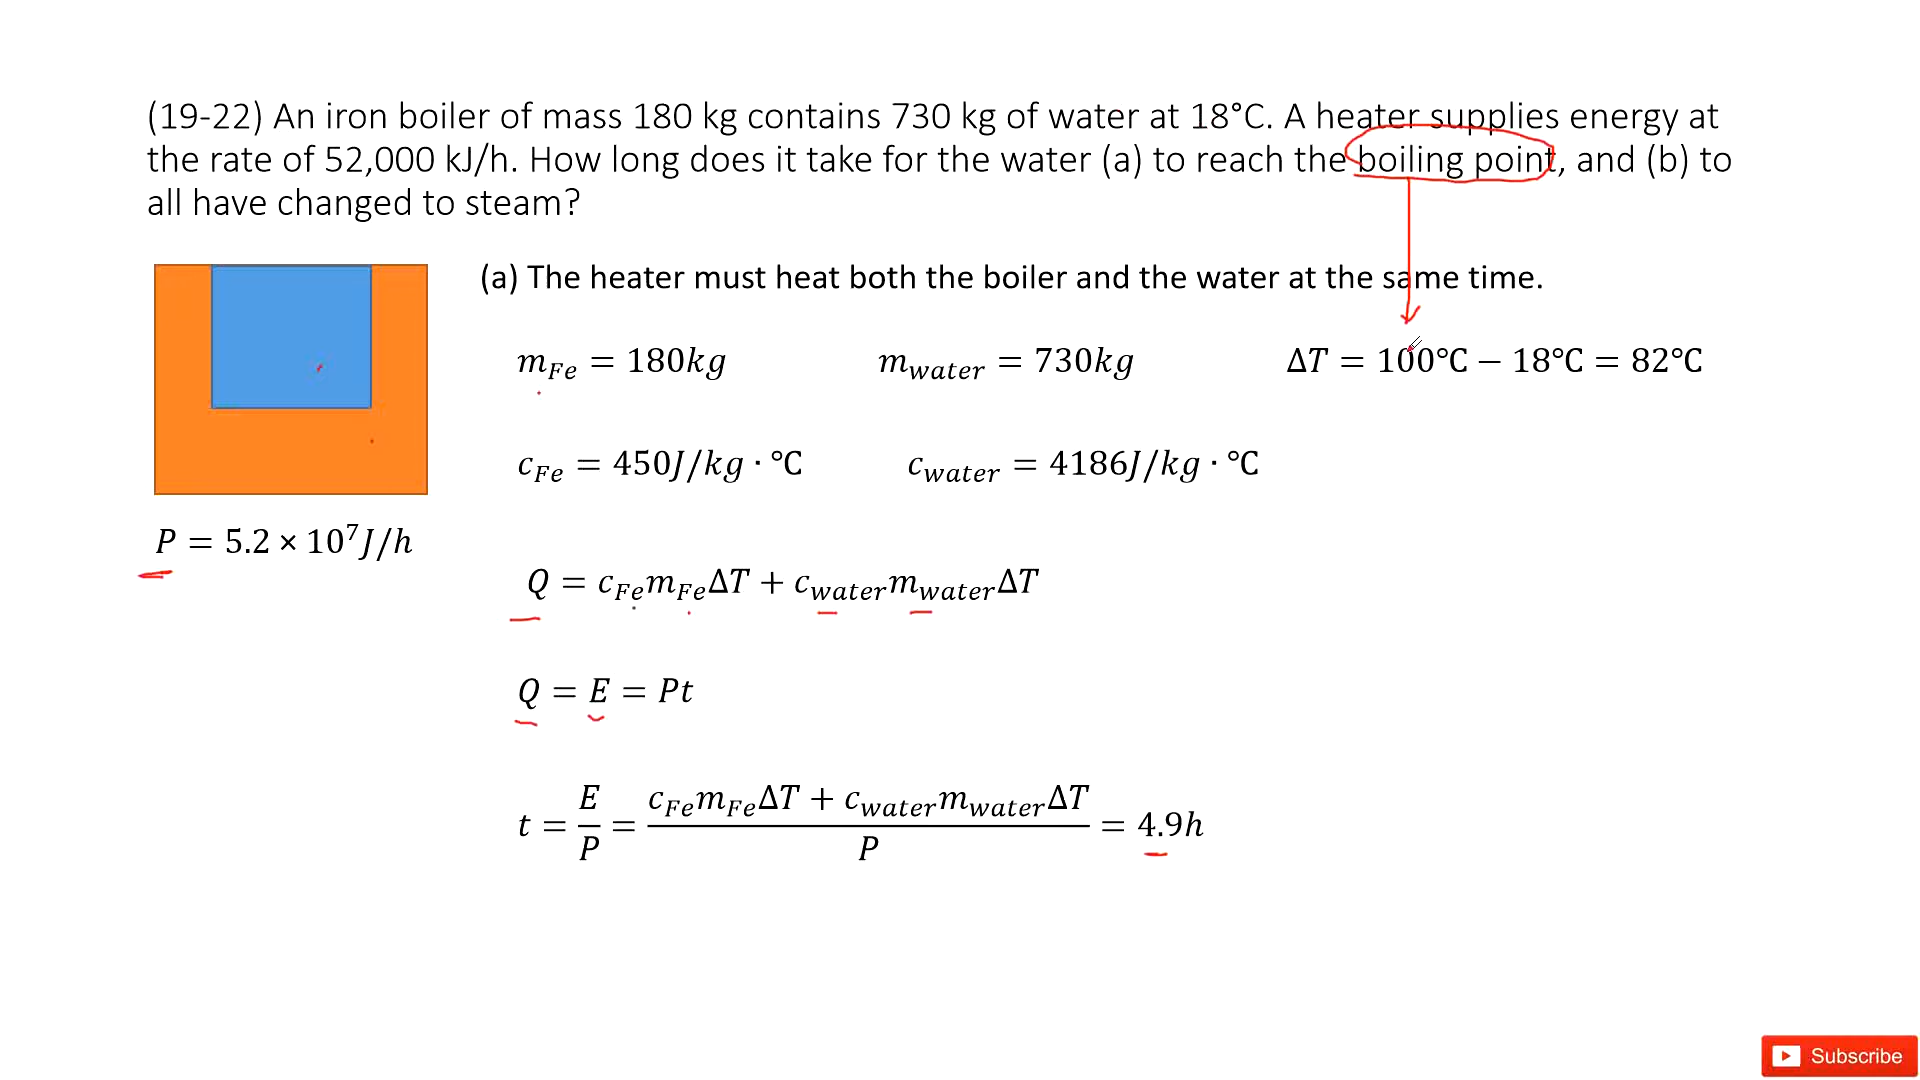 (19-22) An iron boiler of mass 180 kg contains 730 kg of water at 18°C. A heater supplies energy at
the rate of 52,000 kJ/h. How long does it take for the water (a) to reach the boiling point, and (b) to
all have changed to steam?
(a) The heater must heat both the boiler and the water at the same time.
m_Fe = 180kg m_water = 730kg ΔT = 100℃ − 18℃ = 82℃
c_Fe = 450J/kg · ℃ c_water = 4186J/kg · ℃
P = 5.2 × 10⁷J/h
Q = c_Fe m_Fe ΔT + c_water m_water ΔT
Q = E = Pt
t = E/P = (c_Fe m_Fe ΔT + c_water m_water ΔT)/P = 4.9h
Subscribe